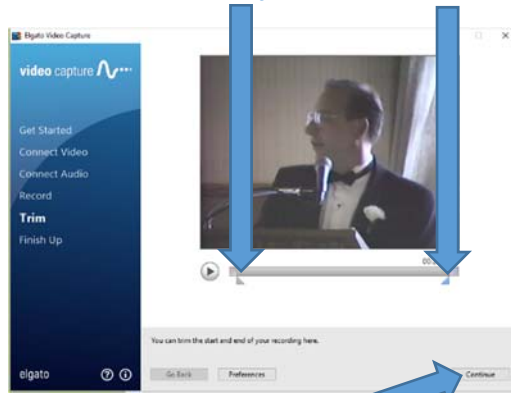 Elgato Video Capture
video capture
Get Started
Connect Video
Connect Audio
Record
Trim
Finish Up
You can trim the start and end of your recording here.
elgato
Go Back
Preferences
Continue